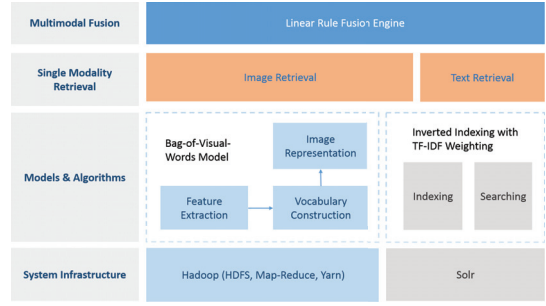 Multimodal Fusion
Linear Rule Fusion Engine
Single Modality
Retrieval
Image Retrieval
Text Retrieval
Models & Algorithms
Bag-of-Visual-
Words Model
Image
Representation
Feature
Extraction
Vocabulary
Construction
Inverted Indexing with
TF-IDF Weighting
Indexing
Searching
System Infrastructure
Hadoop (HDFS, Map-Reduce, Yarn)
Solr